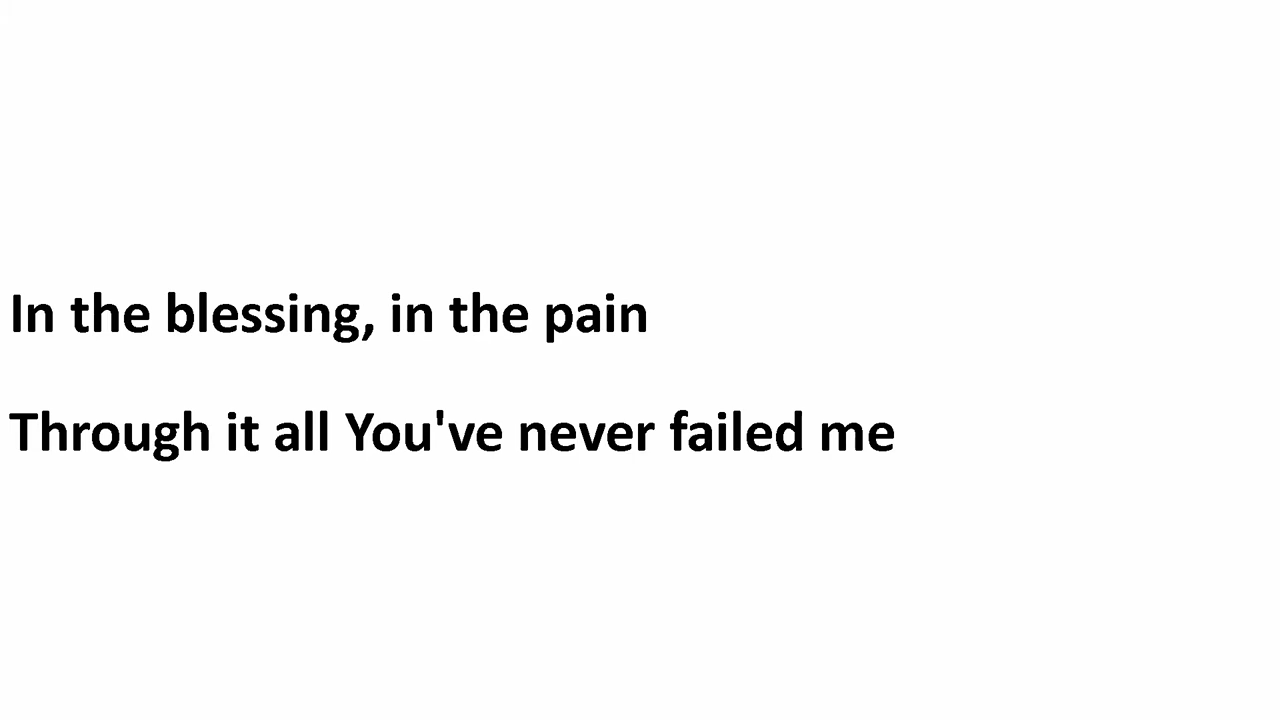 In the blessing, in the pain
Through it all You've never failed me